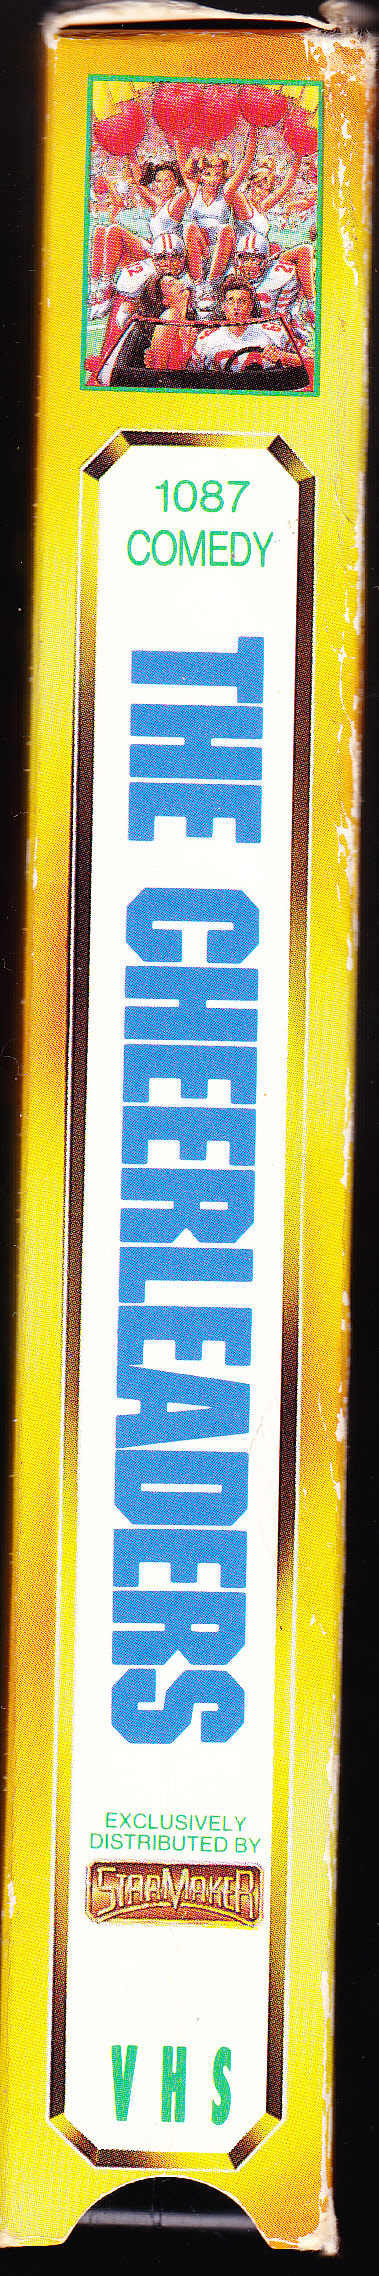 1087
COMEDY
THE CHEERLEADERS
EXCLUSIVELY
DISTRIBUTED BY
STARMAKER
VHS